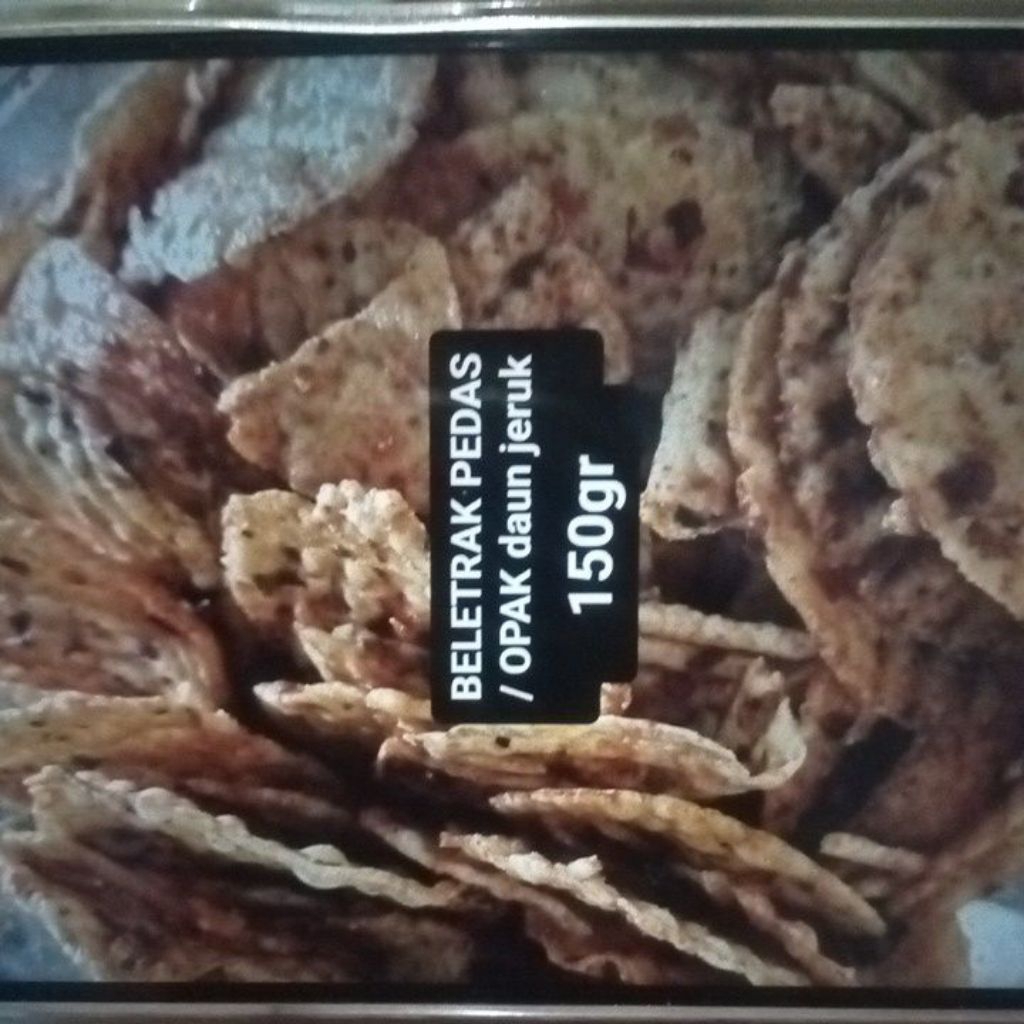 BELETRAK PEDAS
/ OPAK daun jeruk
150gr